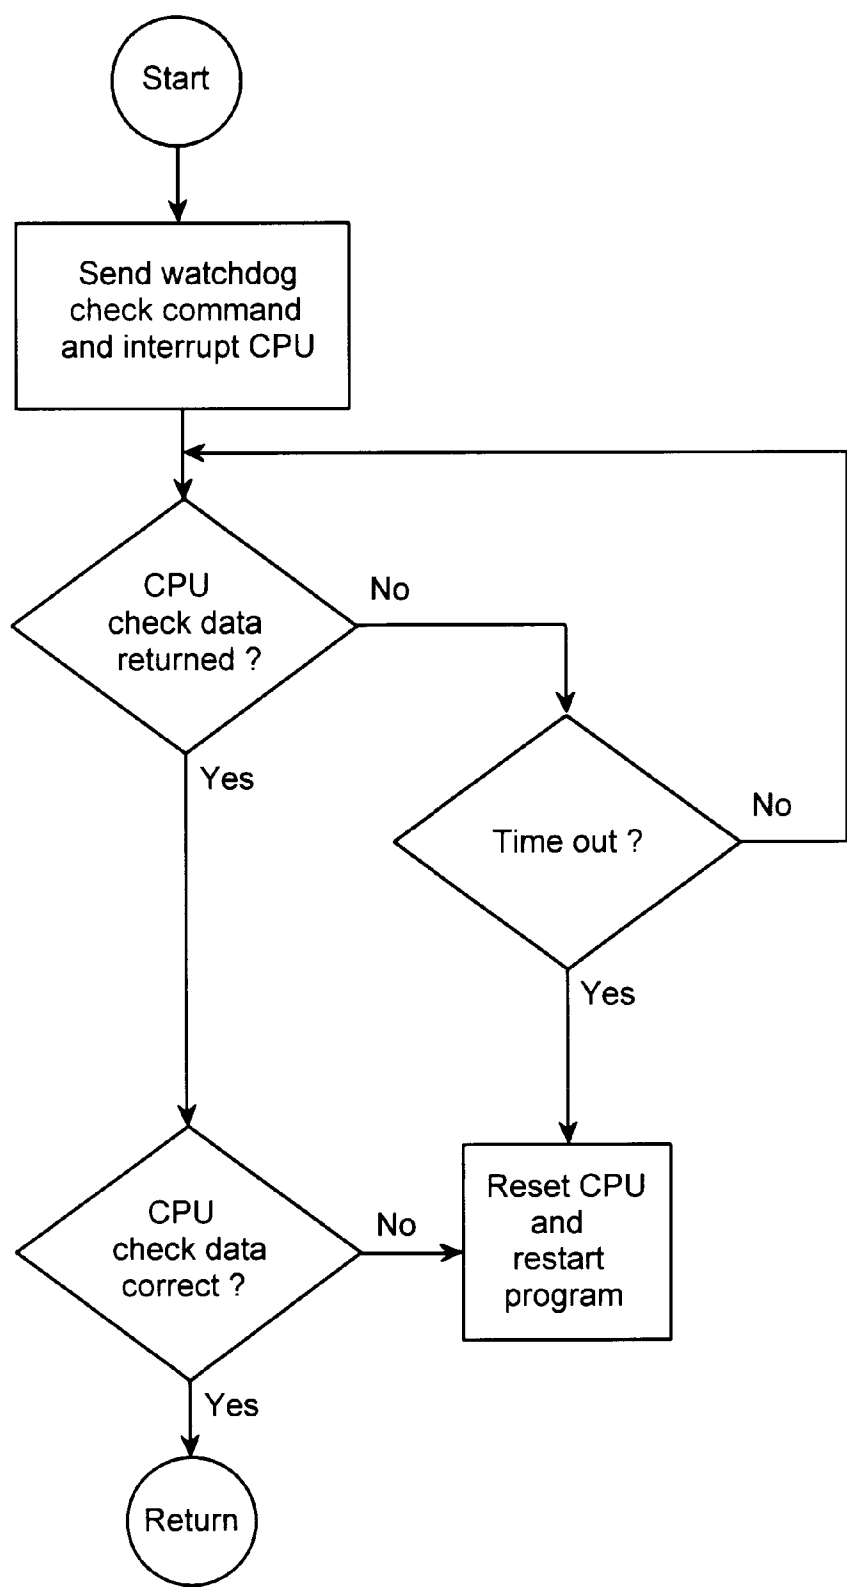 Start
Send watchdog
check command
and interrupt CPU
CPU
check data
returned ?
No
Yes
Time out ?
No
Yes
CPU
check data
correct ?
No
Reset CPU
and
restart
program
Yes
Return